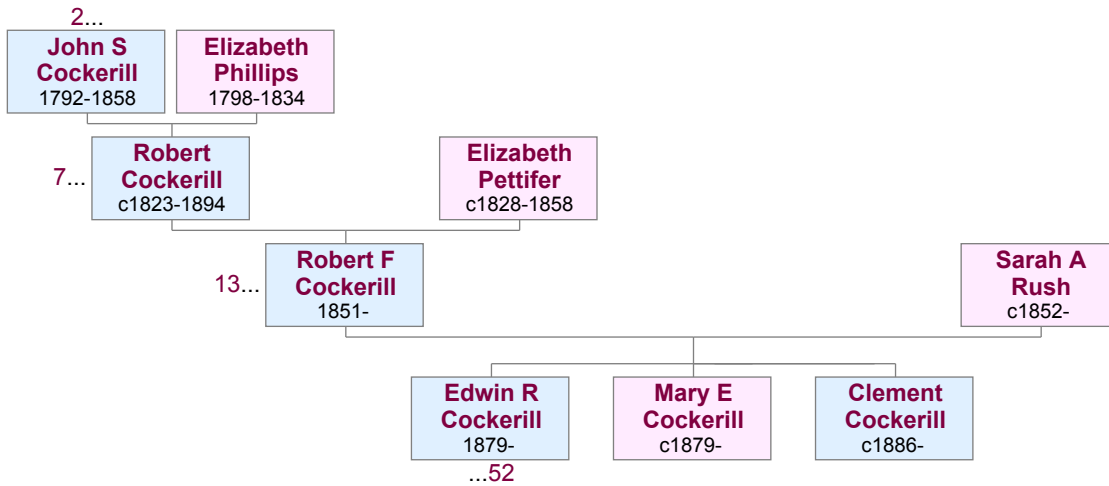 2...
John S
Cockerill
1792-1858
Elizabeth
Phillips
1798-1834
7...
Robert
Cockerill
c1823-1894
Elizabeth
Pettifer
c1828-1858
13...
Robert F
Cockerill
1851-
Sarah A
Rush
c1852-
Edwin R
Cockerill
1879-
Mary E
Cockerill
c1879-
Clement
Cockerill
c1886-
...52